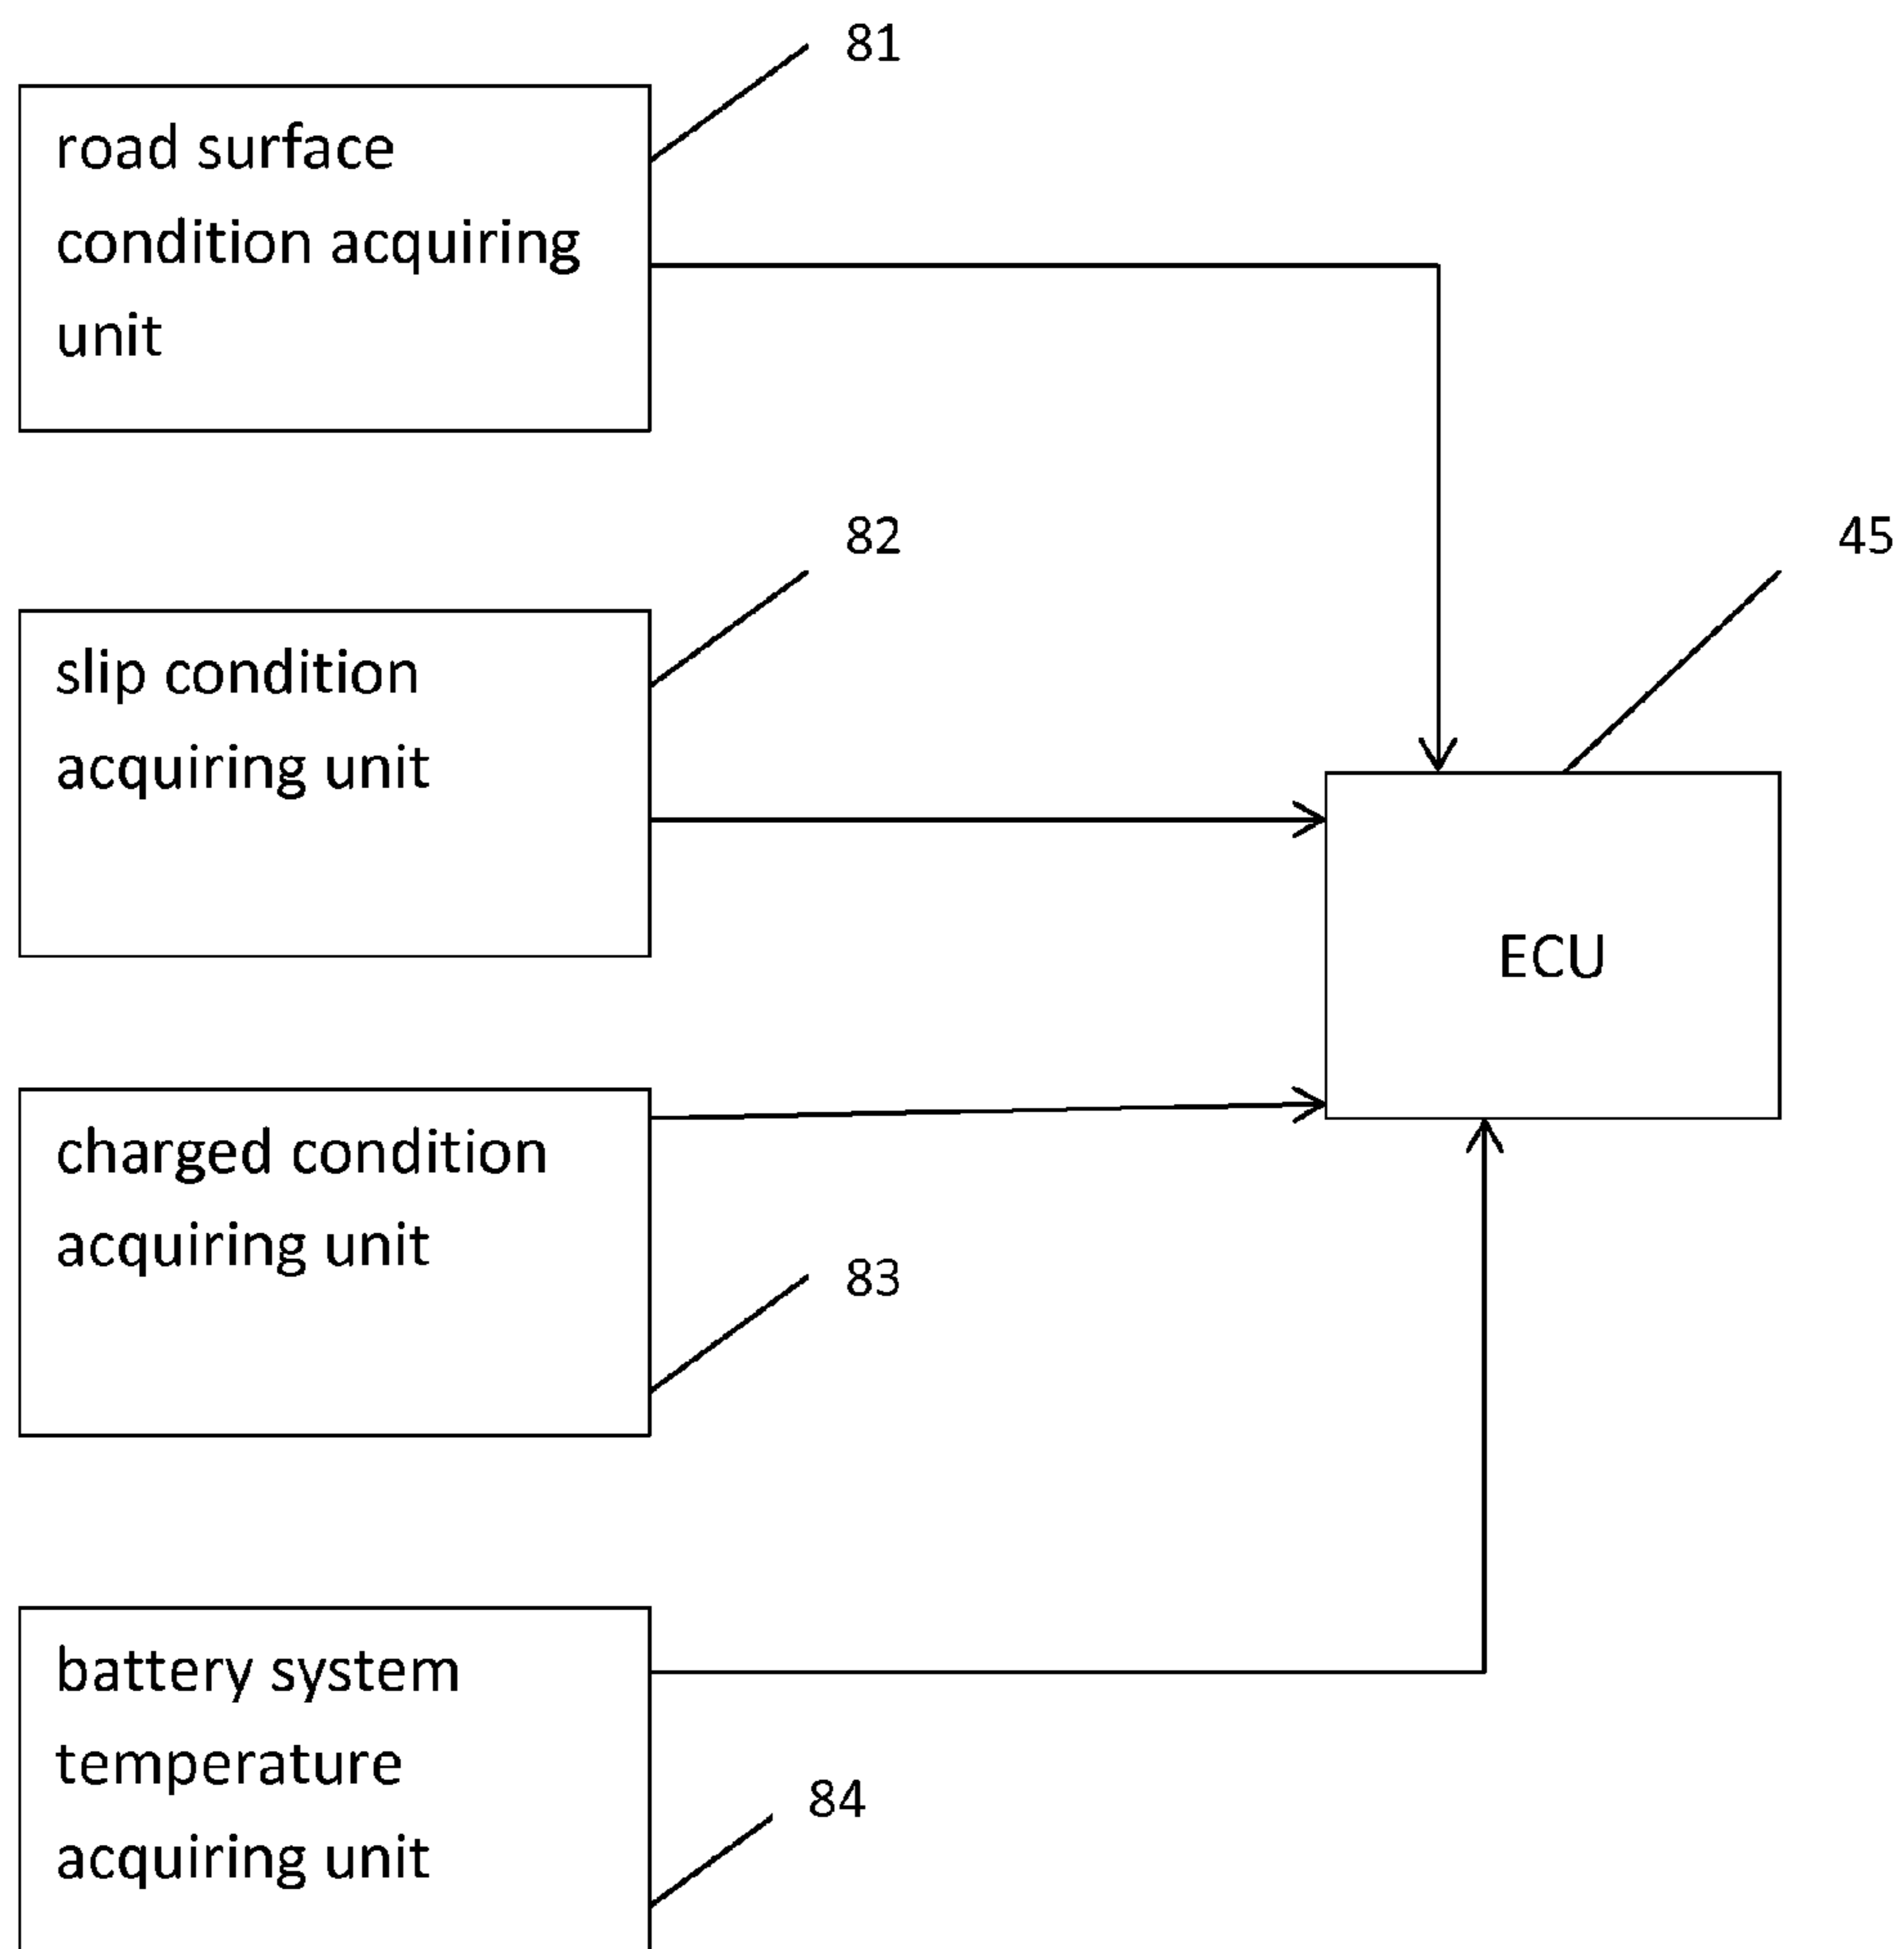 81
road surface
condition acquiring
unit
82
45
slip condition
acquiring unit
ECU
charged condition
acquiring unit
83
battery system
temperature
acquiring unit
84